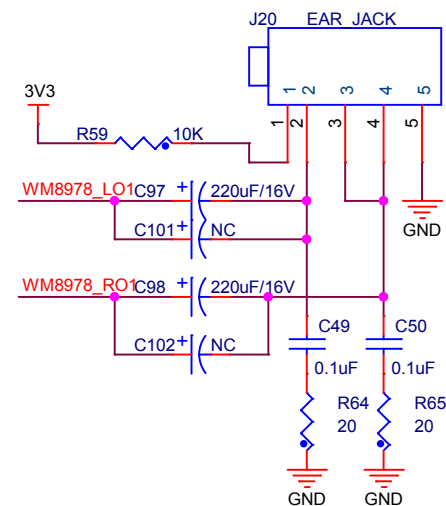 J20 EAR_JACK
1 2 3 4 5
1 2 3 4 5
3V3
R59 10K
GND
WM8978_LO1 C97 + 220uF/16V
C101 + NC
WM8978_RO1 C98 + 220uF/16V
C102 + NC
C49 C50
0.1uF 0.1uF
R64 R65
20 20
GND GND